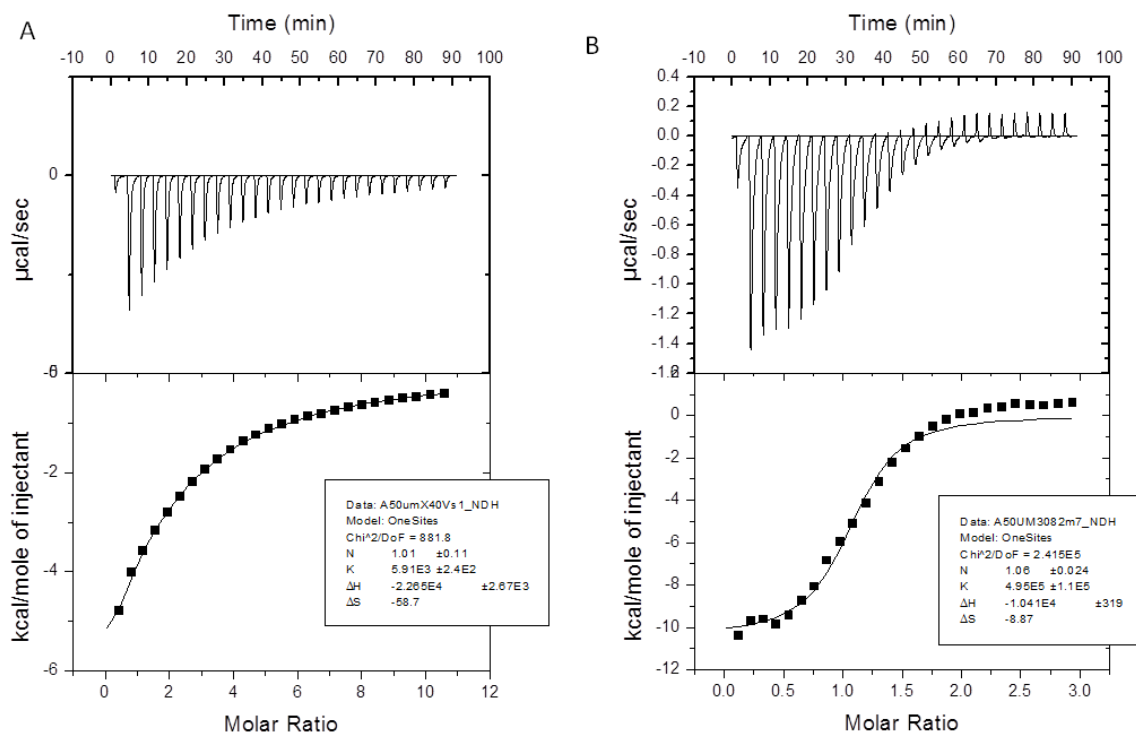 A
Time (min)
-10 0 10 20 30 40 50 60 70 80 90 100
0
µcal/sec
-6
-2
-4
-6
kcal/mole of injectant
Data: A50umX40Vs1_NDH
Model: OneSites
Chi^2/DoF = 881.8
N 1.01 ±0.11
K 5.91E3 ±2.4E2
ΔH -2.265E4 ±2.67E3
ΔS -58.7
0 2 4 6 8 10 12
Molar Ratio
B
Time (min)
-10 0 10 20 30 40 50 60 70 80 90 100
0.4
0.2
0.0
-0.2
-0.4
-0.6
-0.8
-1.0
-1.2
-1.4
µcal/sec
0
-2
-4
-6
-8
-10
-12
kcal/mole of injectant
Data: A50UM3082m7_NDH
Model: OneSites
Chi^2/DoF = 2.415E5
N 1.06 ±0.024
K 4.95E5 ±1.1E5
ΔH -1.041E4 ±319
ΔS -8.87
0.0 0.5 1.0 1.5 2.0 2.5 3.0
Molar Ratio